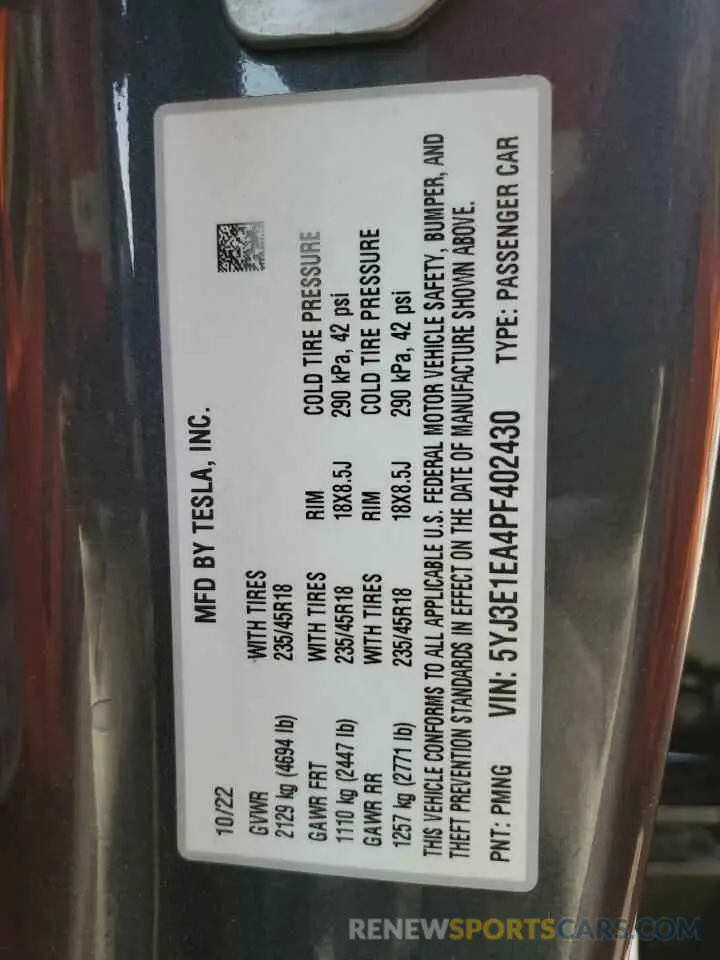 MFD BY TESLA, INC.
10/22
GVWR WITH TIRES
2129 kg (4694 lb) 235/45R18
GAWR FRT WITH TIRES RIM COLD TIRE PRESSURE
1110 kg (2447 lb) 235/45R18 18X8.5J 290 kPa, 42 psi
GAWR RR WITH TIRES RIM COLD TIRE PRESSURE
1257 kg (2771 lb) 235/45R18 18X8.5J 290 kPa, 42 psi
THIS VEHICLE CONFORMS TO ALL APPLICABLE U.S. FEDERAL MOTOR VEHICLE SAFETY, BUMPER, AND
THEFT PREVENTION STANDARDS IN EFFECT ON THE DATE OF MANUFACTURE SHOWN ABOVE.
PNT: PMNG VIN: 5YJ3E1EA4PF402430 TYPE: PASSENGER CAR
RENEWSPORTSCARS.COM